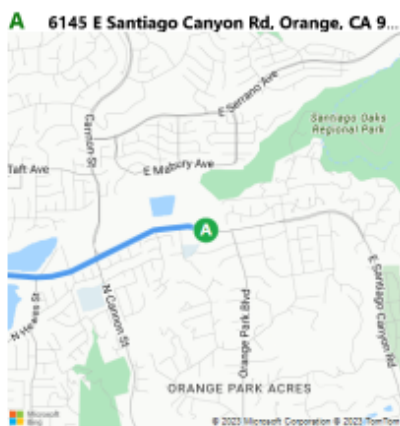 A 6145 E Santiago Canyon Rd, Orange, CA 9...
E Serrano Ave
Cannon St
Santiago Oaks
Regional Park
Taft Ave
E Mabury Ave
A
E Santiago Canyon Rd
N Hewes St
N Cannon St
Orange Park Blvd
ORANGE PARK ACRES
Microsoft
Bing
© 2023 Microsoft Corporation © 2023 TomTom